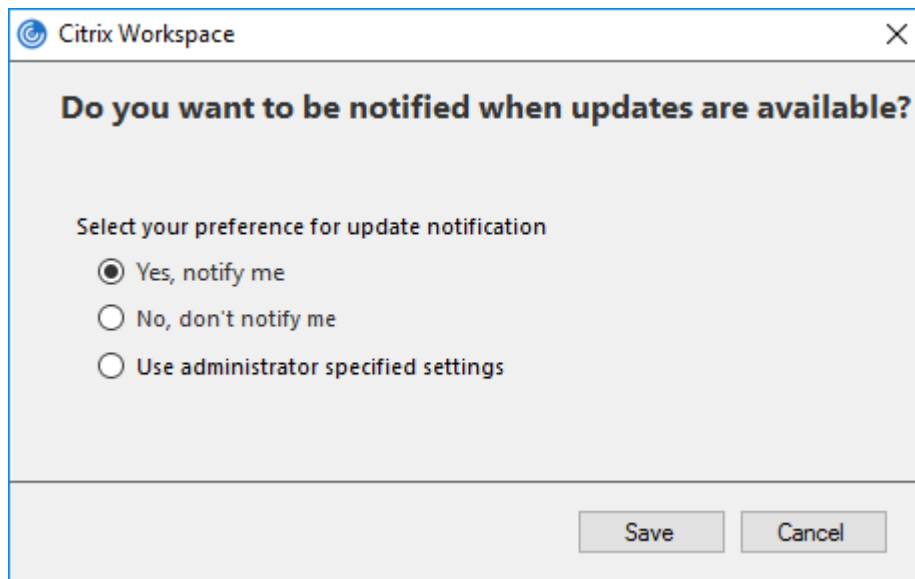 Citrix Workspace
Do you want to be notified when updates are available?
Select your preference for update notification
Yes, notify me
No, don't notify me
Use administrator specified settings
Save
Cancel